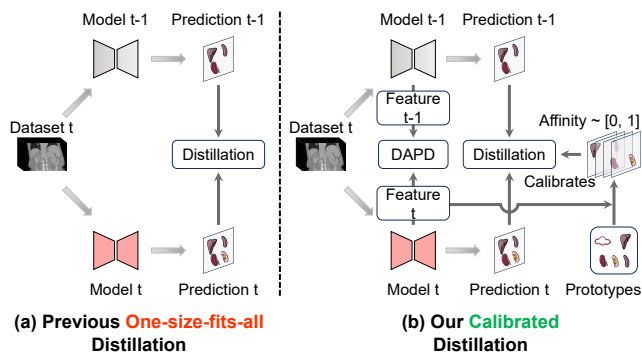 Model t-1
Prediction t-1
Dataset t
Distillation
Model t
Prediction t
(a) Previous One-size-fits-all
Distillation
Model t-1
Prediction t-1
Feature
t-1
Affinity ~ [0, 1]
Dataset t
DAPD
Distillation
Calibrates
Feature
t
Model t
Prediction t
Prototypes
(b) Our Calibrated
Distillation